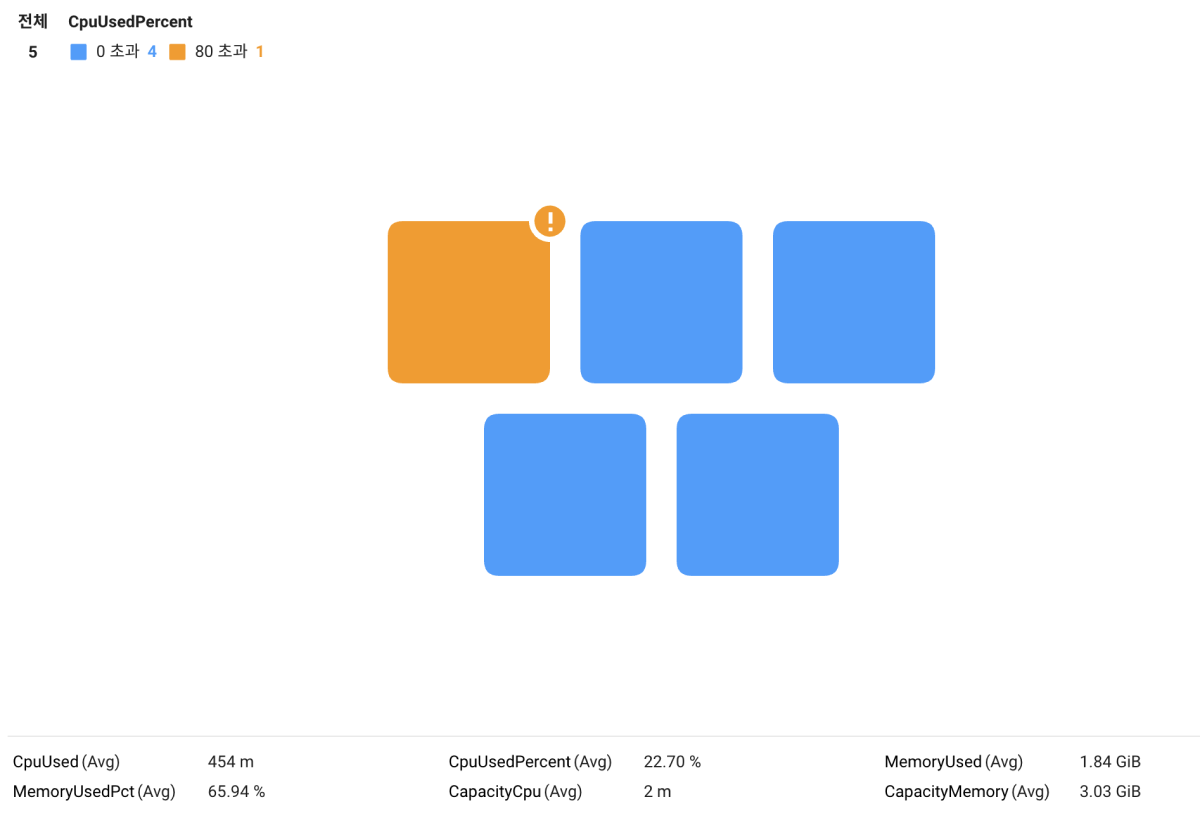 전체 CpuUsedPercent
5 0 초과 4 80 초과 1
!
CpuUsed (Avg) 454 m CpuUsedPercent (Avg) 22.70 % MemoryUsed (Avg) 1.84 GiB
MemoryUsedPct (Avg) 65.94 % CapacityCpu (Avg) 2 m CapacityMemory (Avg) 3.03 GiB